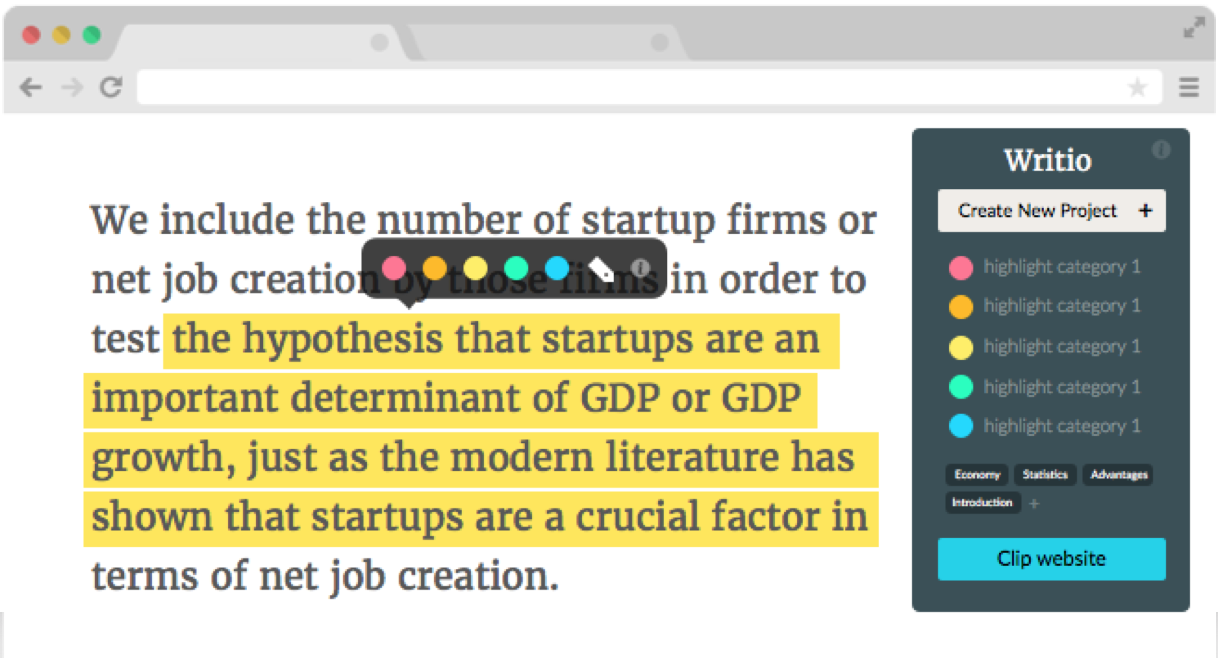 We include the number of startup firms or
net job creation by those firms in order to
test the hypothesis that startups are an
important determinant of GDP or GDP
growth, just as the modern literature has
shown that startups are a crucial factor in
terms of net job creation.
Writio
i
Create New Project +
highlight category 1
highlight category 1
highlight category 1
highlight category 1
highlight category 1
Economy Statistics Advantages
Introduction +
Clip website